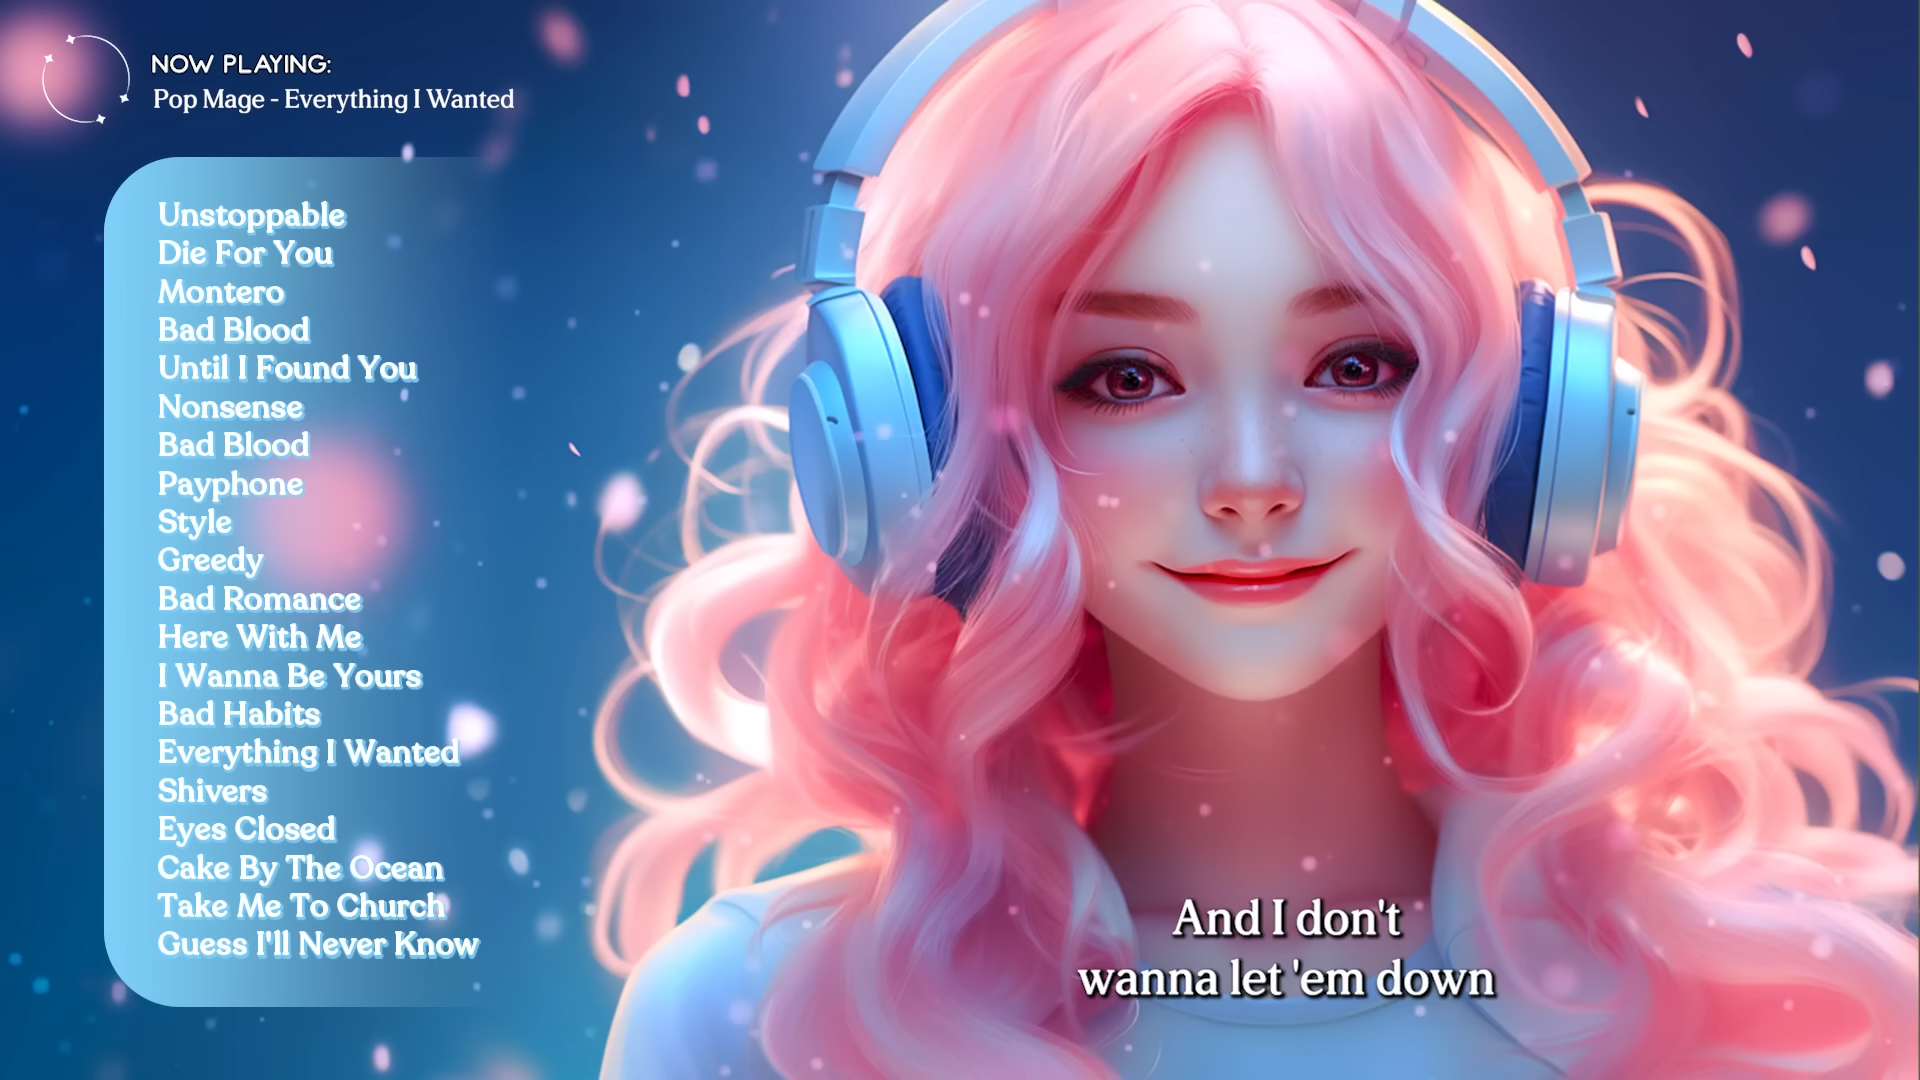 NOW PLAYING:
Pop Mage - Everything I Wanted
Unstoppable
Die For You
Montero
Bad Blood
Until I Found You
Nonsense
Bad Blood
Payphone
Style
Greedy
Bad Romance
Here With Me
I Wanna Be Yours
Bad Habits
Everything I Wanted
Shivers
Eyes Closed
Cake By The Ocean
Take Me To Church
Guess I'll Never Know
And I don't
wanna let 'em down